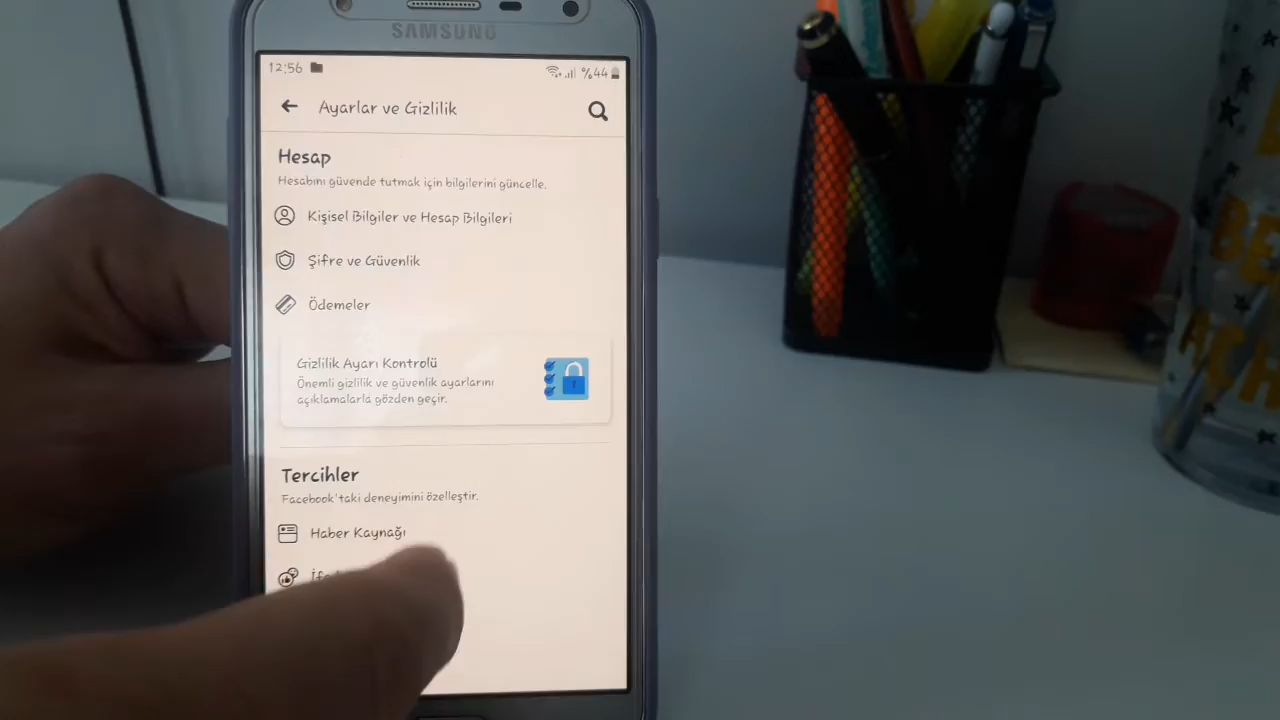 SAMSUNG
12:56
%44
Ayarlar ve Gizlilik
Hesap
Hesabını güvende tutmak için bilgilerini güncelle.
Kişisel Bilgiler ve Hesap Bilgileri
Şifre ve Güvenlik
Ödemeler
Gizlilik Ayarı Kontrolü
Önemli gizlilik ve güvenlik ayarlarını
açıklamalarla gözden geçir.
Tercihler
Facebook'taki deneyimini özelleştir.
Haber Kaynağı